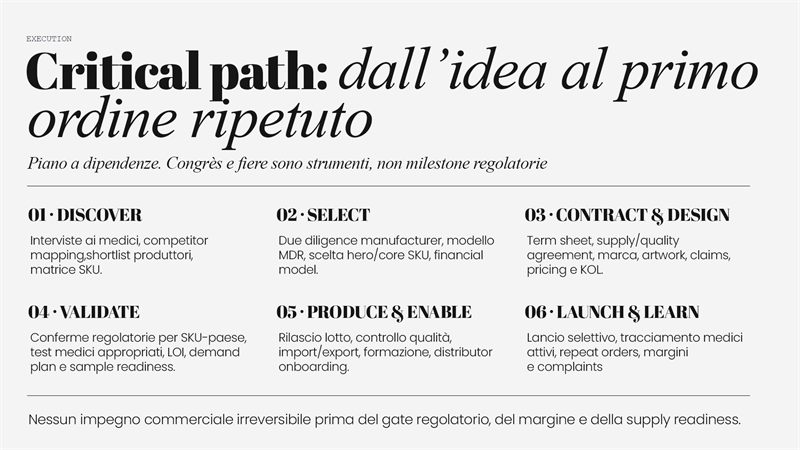 EXECUTION
Critical path: dall’idea al primo
ordine ripetuto
Piano a dipendenze. Congrès e fiere sono strumenti, non milestone regolatorie
01 · DISCOVER
Interviste ai medici, competitor
mapping,shortlist produttori,
matrice SKU.
02 · SELECT
Due diligence manufacturer, modello
MDR, scelta hero/core SKU, financial
model.
03 · CONTRACT & DESIGN
Term sheet, supply/quality
agreement, marca, artwork, claims,
pricing e KOL.
04 · VALIDATE
Conferme regolatorie per SKU-paese,
test medici appropriati, LOI, demand
plan e sample readiness.
05 · PRODUCE & ENABLE
Rilascio lotto, controllo qualità,
import/export, formazione, distributor
onboarding.
06 · LAUNCH & LEARN
Lancio selettivo, tracciamento medici
attivi, repeat orders, margini
e complaints
Nessun impegno commerciale irreversibile prima del gate regolatorio, del margine e della supply readiness.